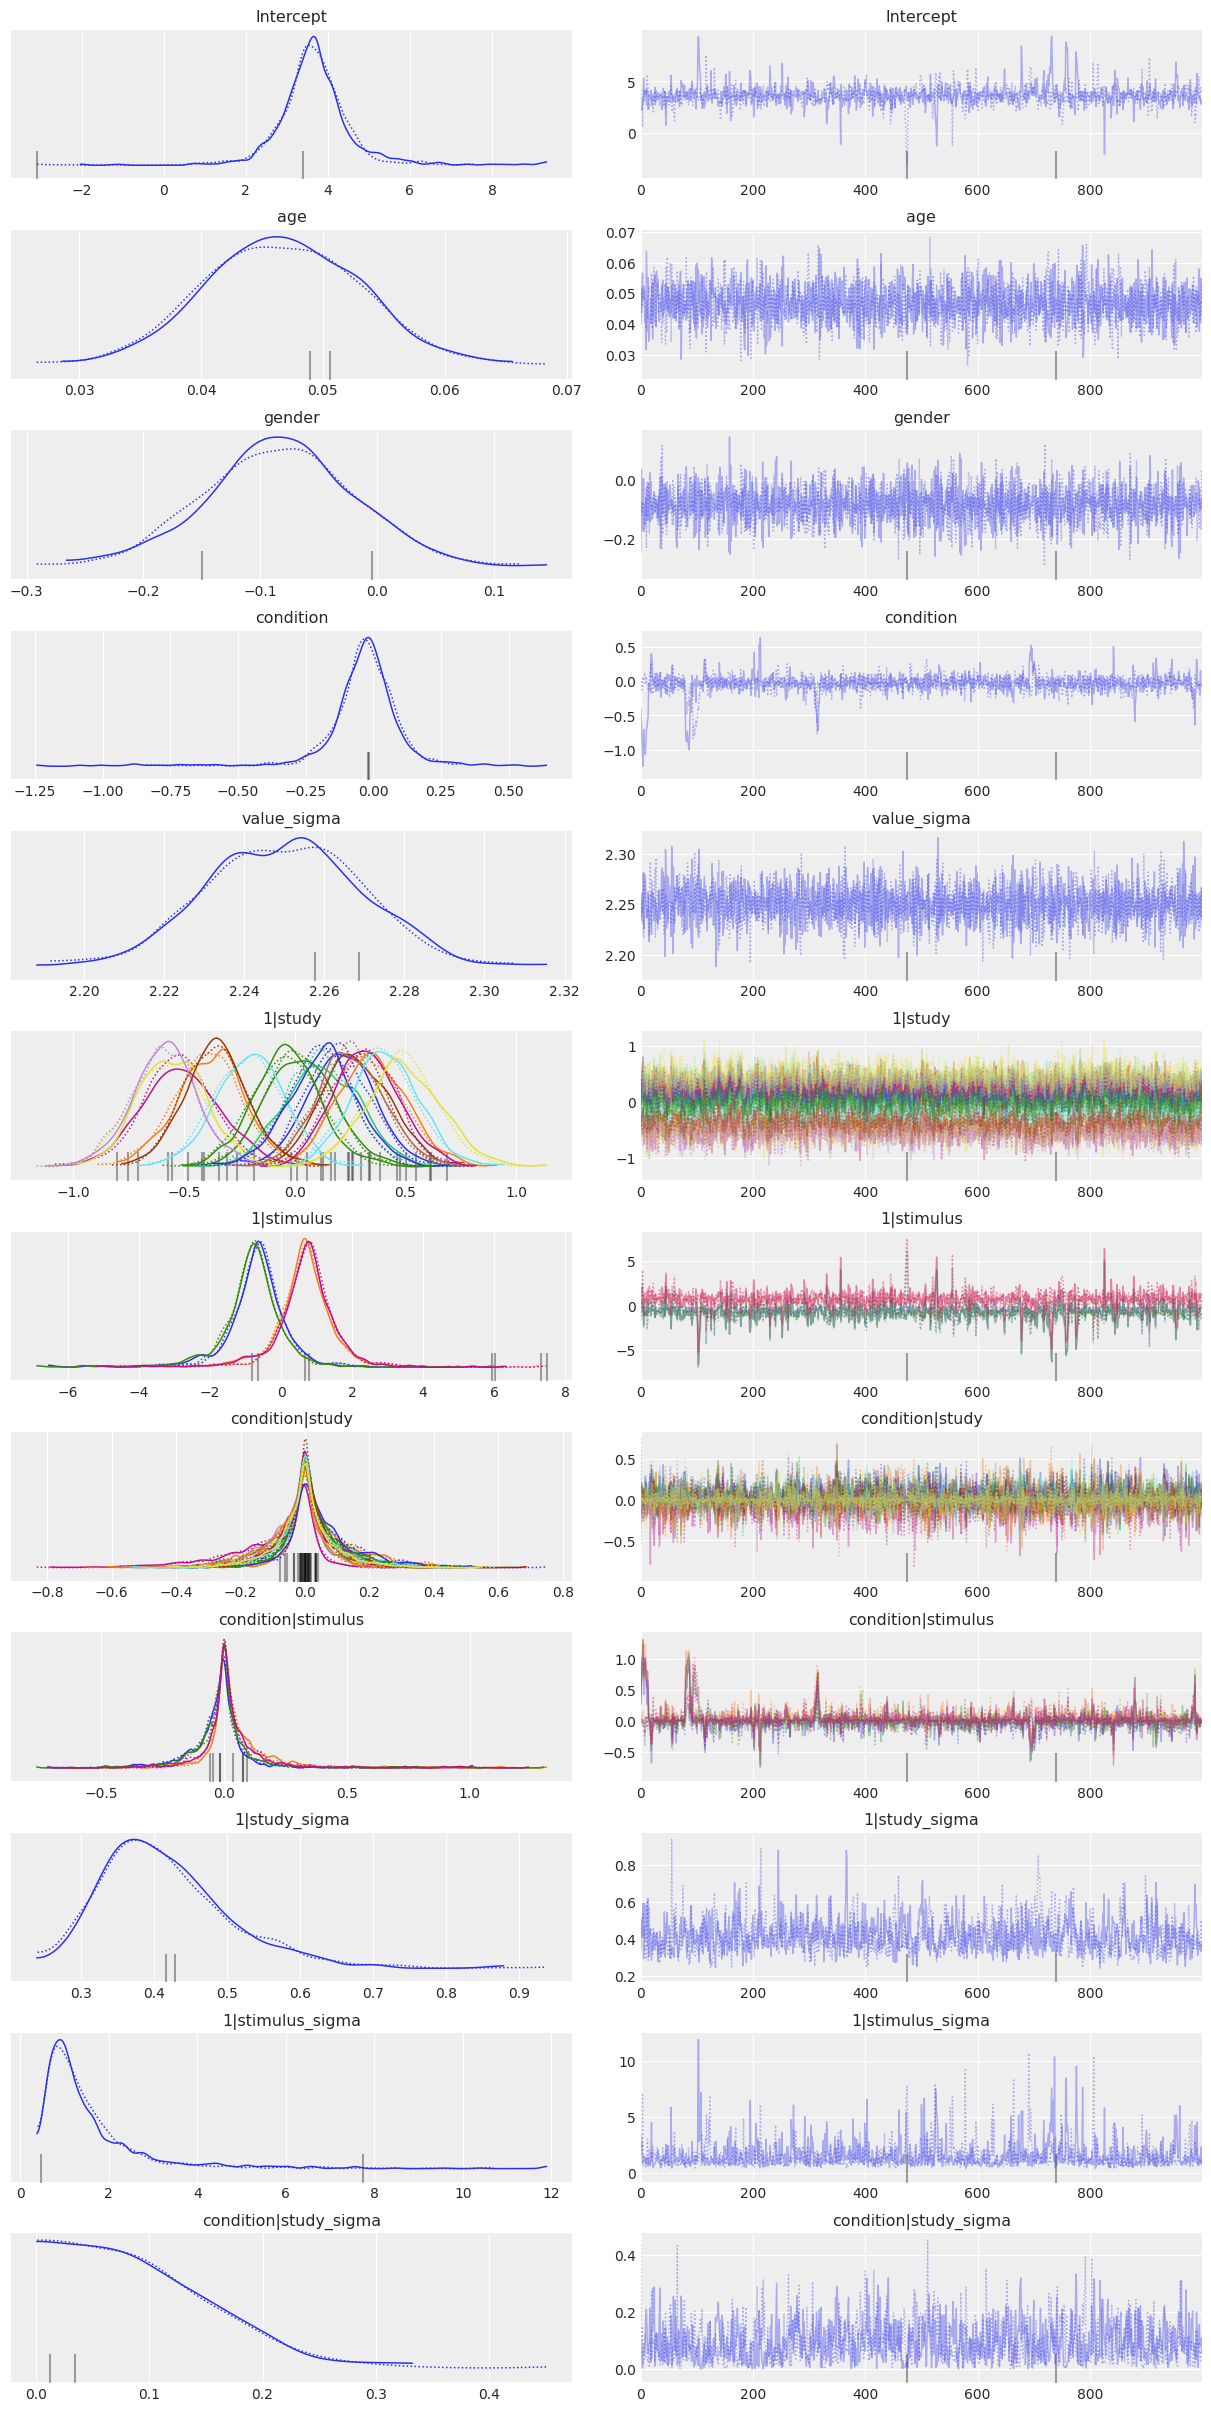 Intercept Intercept
5
0
−2 0 2 4 6 8 0 200 400 600 800
age age
0.07
0.06
0.05
0.04
0.03
0.03 0.04 0.05 0.06 0.07 0 200 400 600 800
gender gender
0.0
−0.2
−0.3 −0.2 −0.1 0.0 0.1 0 200 400 600 800
condition condition
0.5
0.0
−0.5
−1.0
−1.25 −1.00 −0.75 −0.50 −0.25 0.00 0.25 0.50 0 200 400 600 800
value_sigma value_sigma
2.30
2.25
2.20
2.20 2.22 2.24 2.26 2.28 2.30 2.32 0 200 400 600 800
1|study 1|study
1
0
−1
−1.0 −0.5 0.0 0.5 1.0 0 200 400 600 800
1|stimulus 1|stimulus
5
0
−5
−6 −4 −2 0 2 4 6 8 0 200 400 600 800
condition|study condition|study
0.5
0.0
−0.5
−0.8 −0.6 −0.4 −0.2 0.0 0.2 0.4 0.6 0.8 0 200 400 600 800
condition|stimulus condition|stimulus
1.0
0.5
0.0
−0.5
−0.5 0.0 0.5 1.0 0 200 400 600 800
1|study_sigma 1|study_sigma
0.8
0.6
0.4
0.2
0.3 0.4 0.5 0.6 0.7 0.8 0.9 0 200 400 600 800
1|stimulus_sigma 1|stimulus_sigma
10
5
0
0 2 4 6 8 10 12 0 200 400 600 800
condition|study_sigma condition|study_sigma
0.4
0.2
0.0
0.0 0.1 0.2 0.3 0.4 0 200 400 600 800